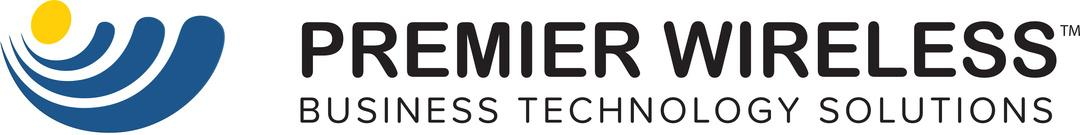 PREMIER WIRELESS™
BUSINESS TECHNOLOGY SOLUTIONS